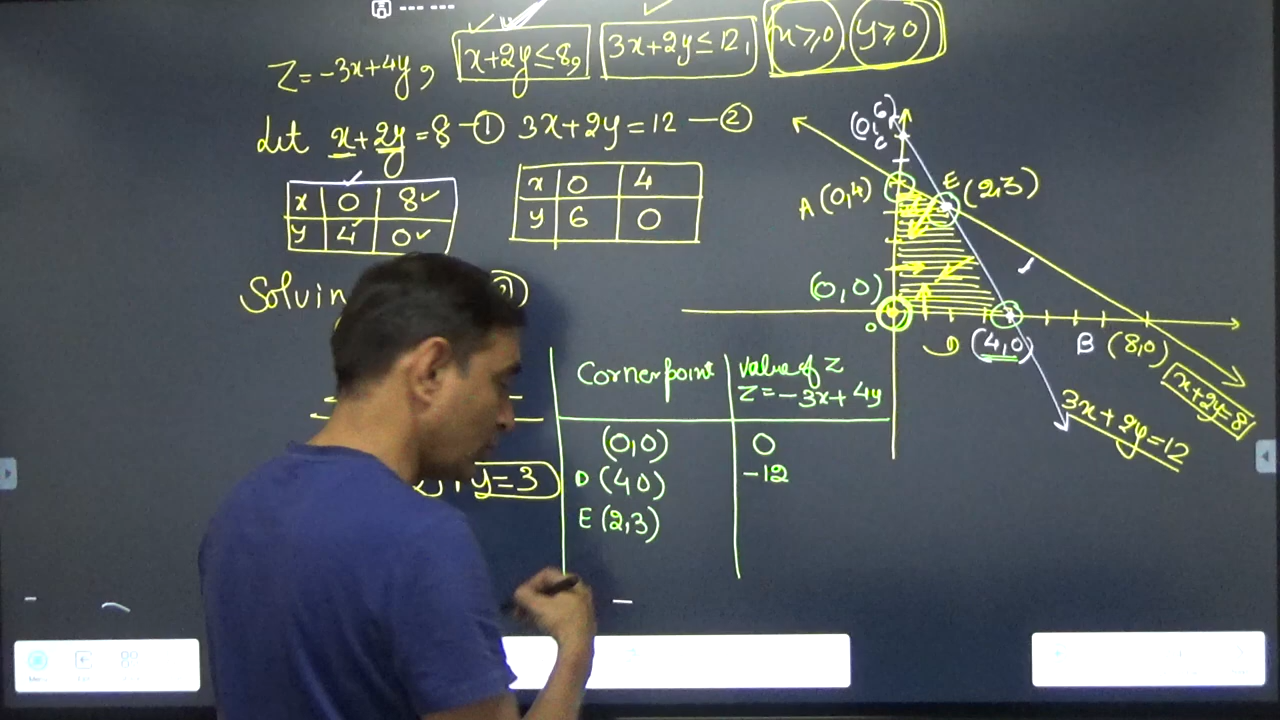 Z = -3x+4y, x+2y ≤ 8, 3x+2y ≤ 12, x ≥ 0 y ≥ 0
Let x+2y = 8 - ① 3x+2y = 12 - ②
x 0 8
y 4 0
x 0 4
y 6 0
Solvin
y = 3
Corner point value of Z
Z = -3x+4y
(0,0) 0
D (4 0) -12
E (2,3)
(0,6)
C
A (0,4)
E (2,3)
(0,0)
O
D (4,0)
B (8,0)
x+2y=8
3x+2y=12